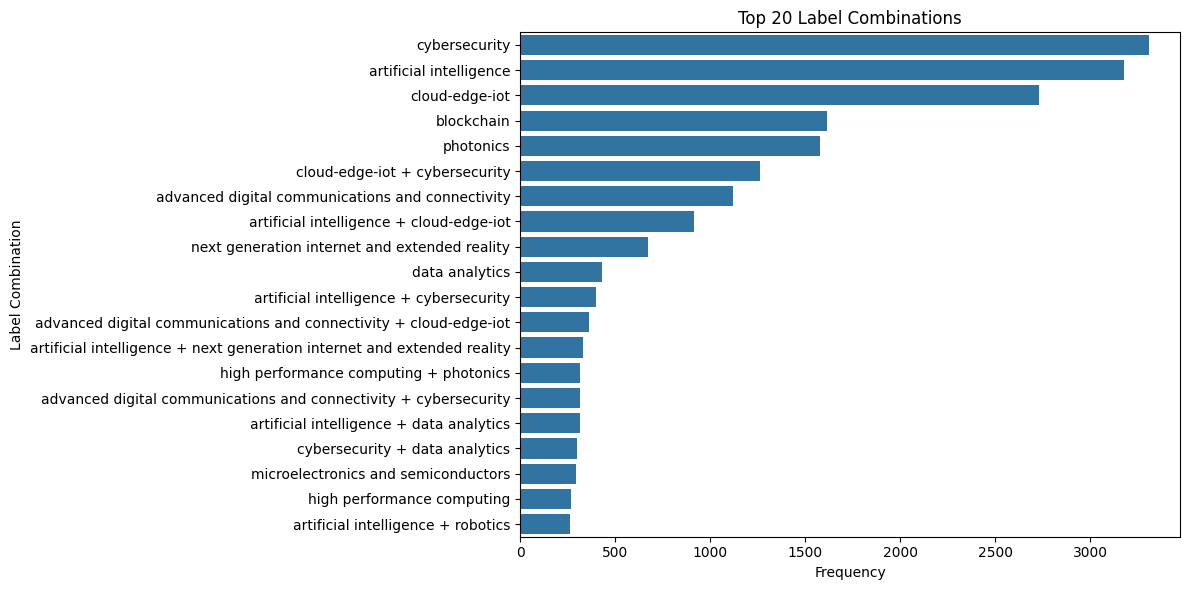 Top 20 Label Combinations
Label Combination
cybersecurity
artificial intelligence
cloud-edge-iot
blockchain
photonics
cloud-edge-iot + cybersecurity
advanced digital communications and connectivity
artificial intelligence + cloud-edge-iot
next generation internet and extended reality
data analytics
artificial intelligence + cybersecurity
advanced digital communications and connectivity + cloud-edge-iot
artificial intelligence + next generation internet and extended reality
high performance computing + photonics
advanced digital communications and connectivity + cybersecurity
artificial intelligence + data analytics
cybersecurity + data analytics
microelectronics and semiconductors
high performance computing
artificial intelligence + robotics
0 500 1000 1500 2000 2500 3000
Frequency